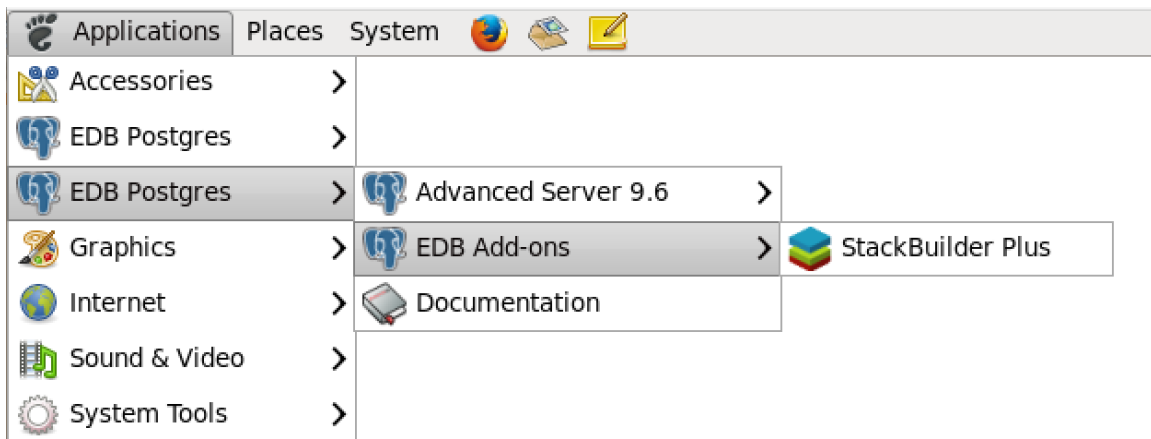 Applications Places System
Accessories
EDB Postgres
EDB Postgres
Graphics
Internet
Sound & Video
System Tools
Advanced Server 9.6
EDB Add-ons
Documentation
StackBuilder Plus